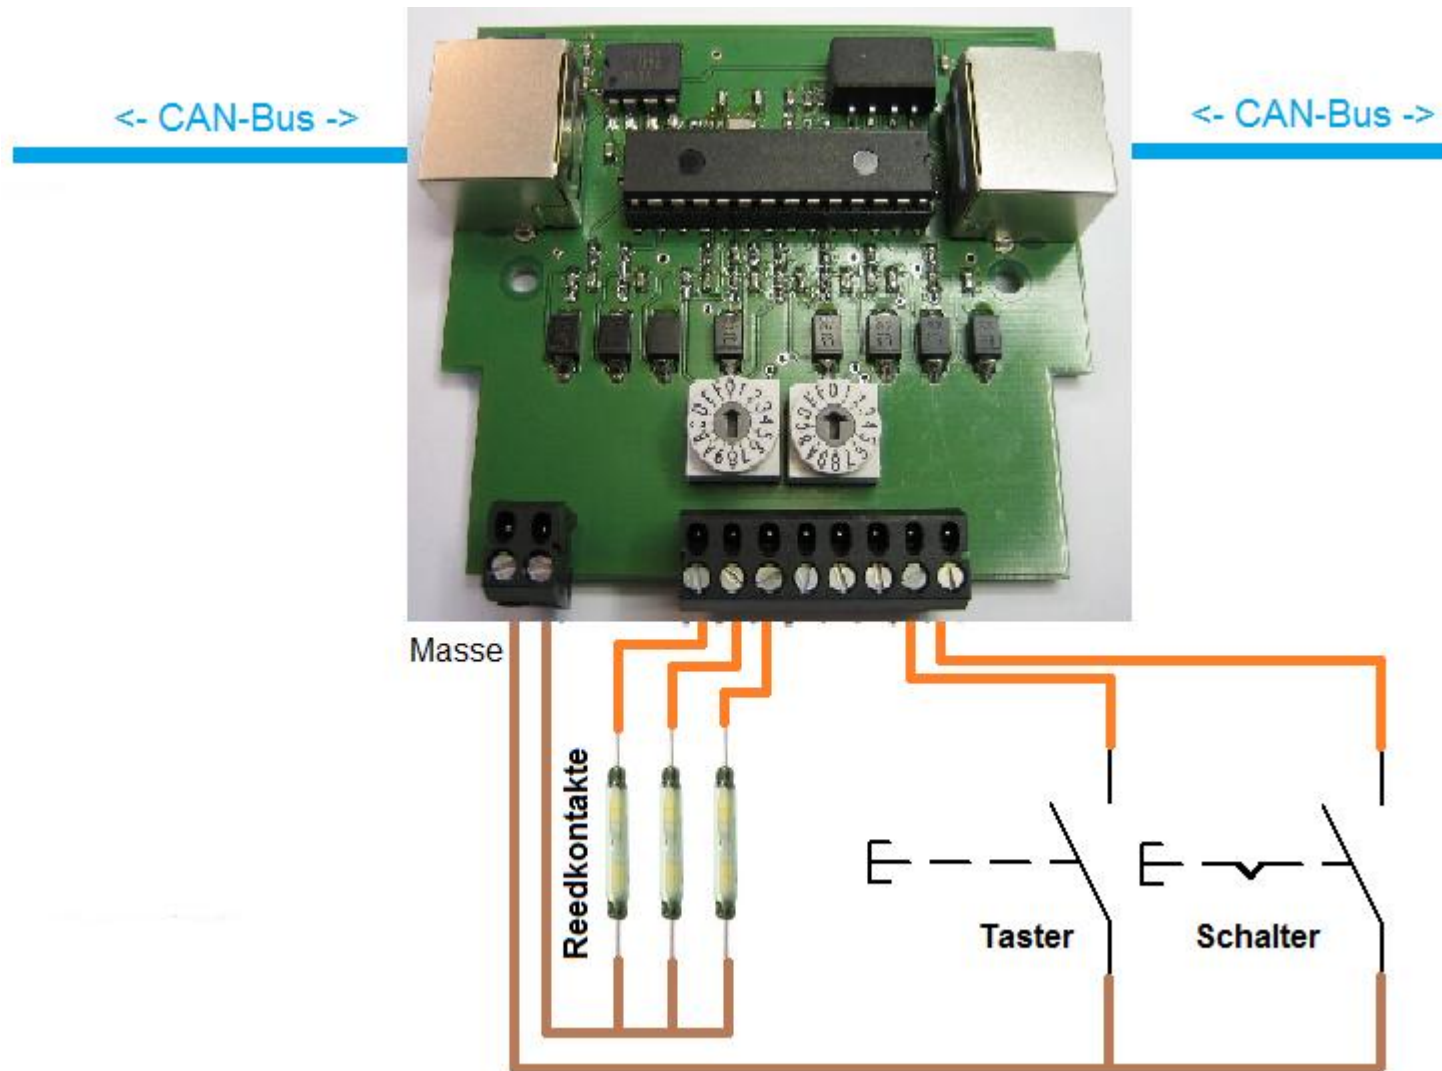 <- CAN-Bus ->
<- CAN-Bus ->
Masse
Reedkontakte
Taster
Schalter